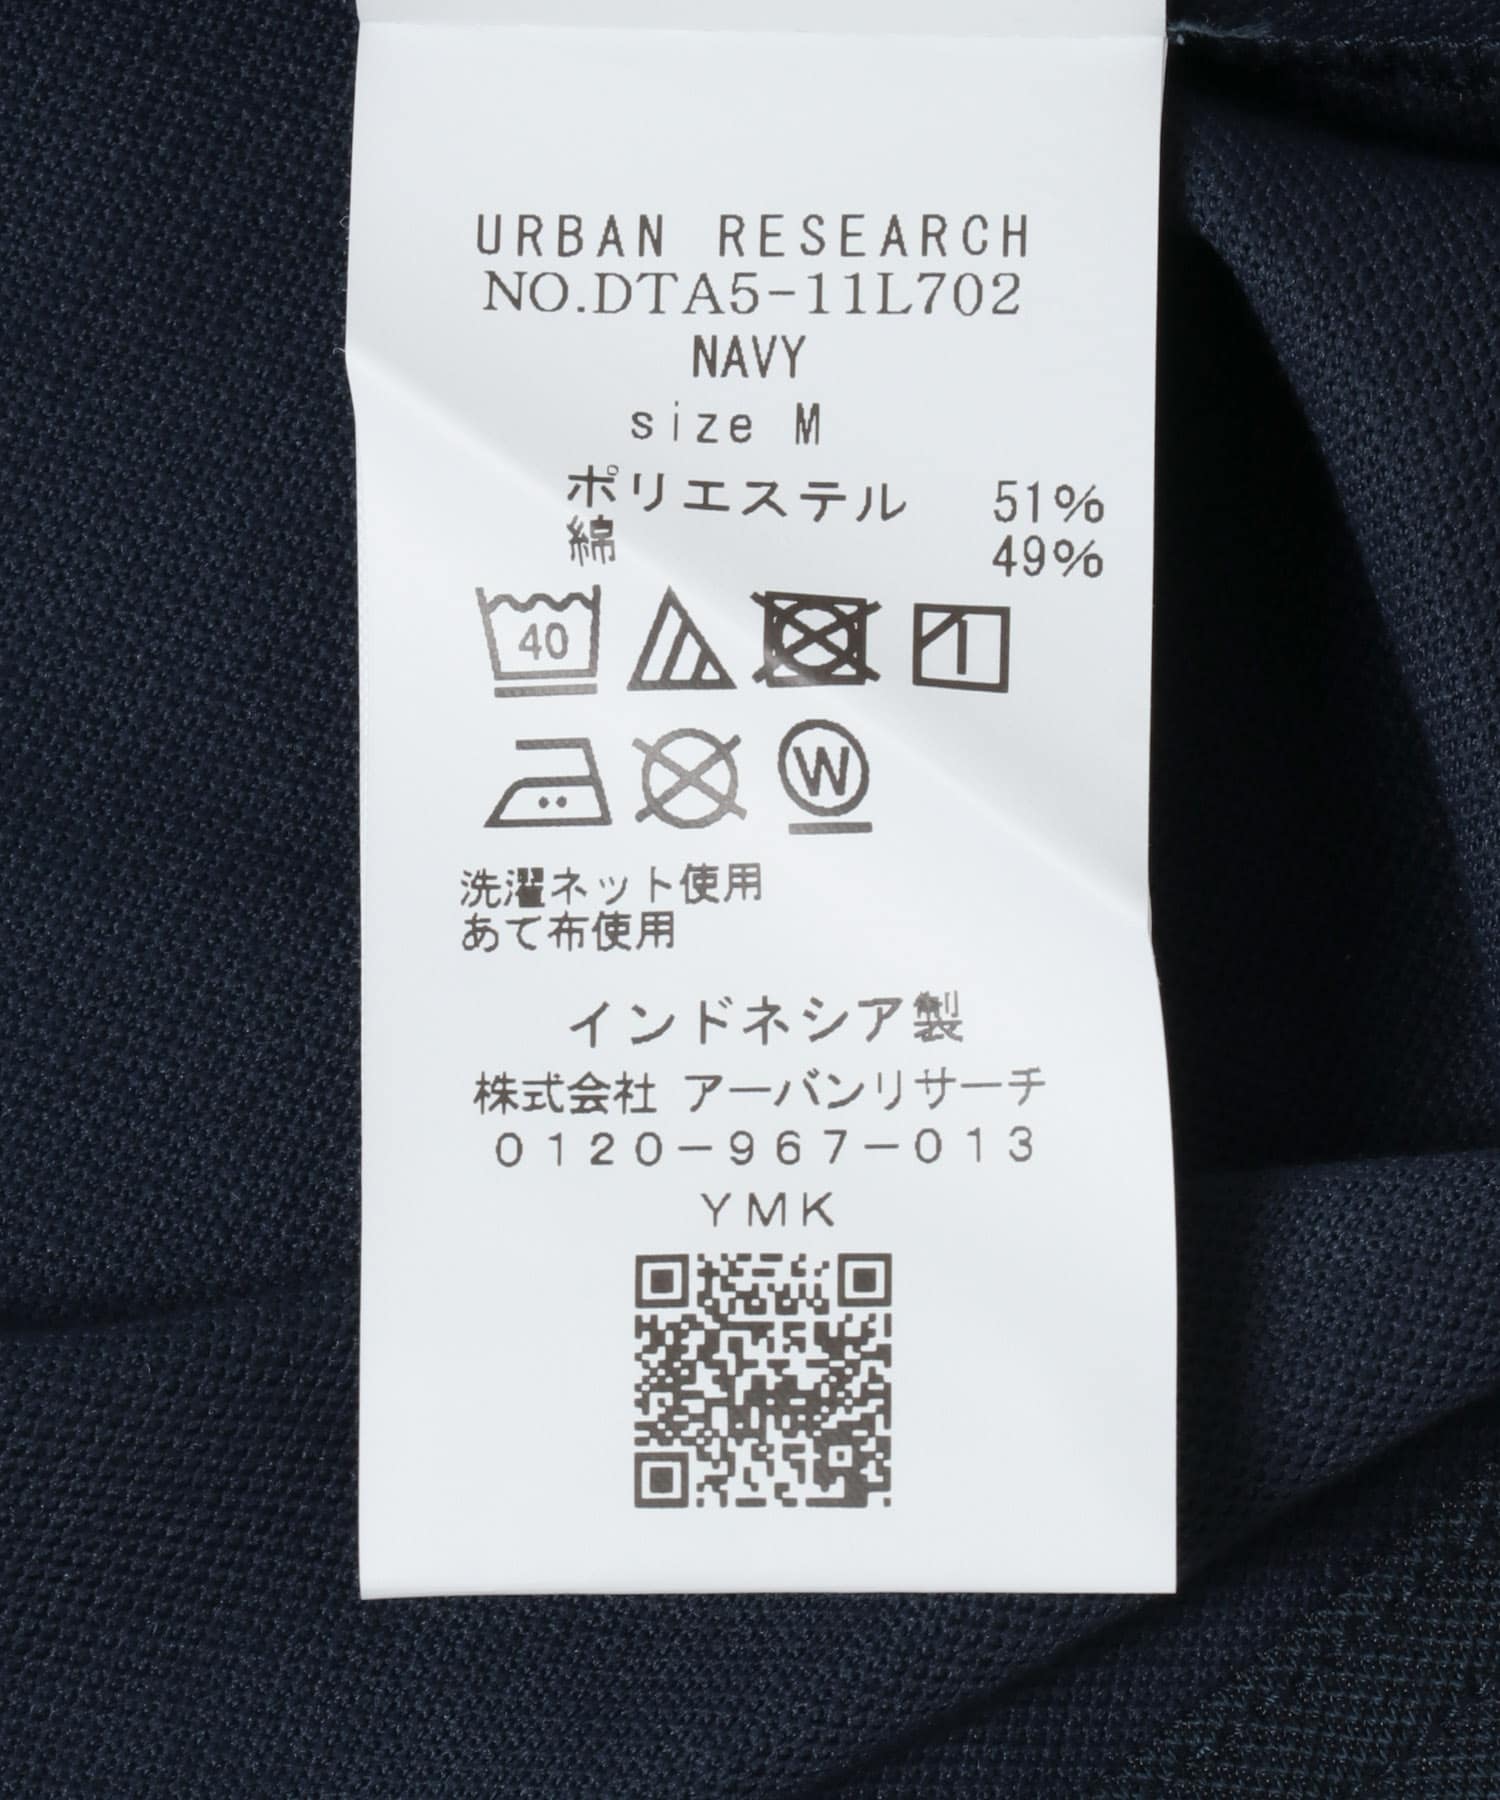 URBAN RESEARCH
NO.DTA5-11L702
NAVY
size M
ポリエステル 51%
綿 49%
40
W
洗濯ネット使用
あて布使用
インドネシア製
株式会社 アーバンリサーチ
0120-967-013
YMK